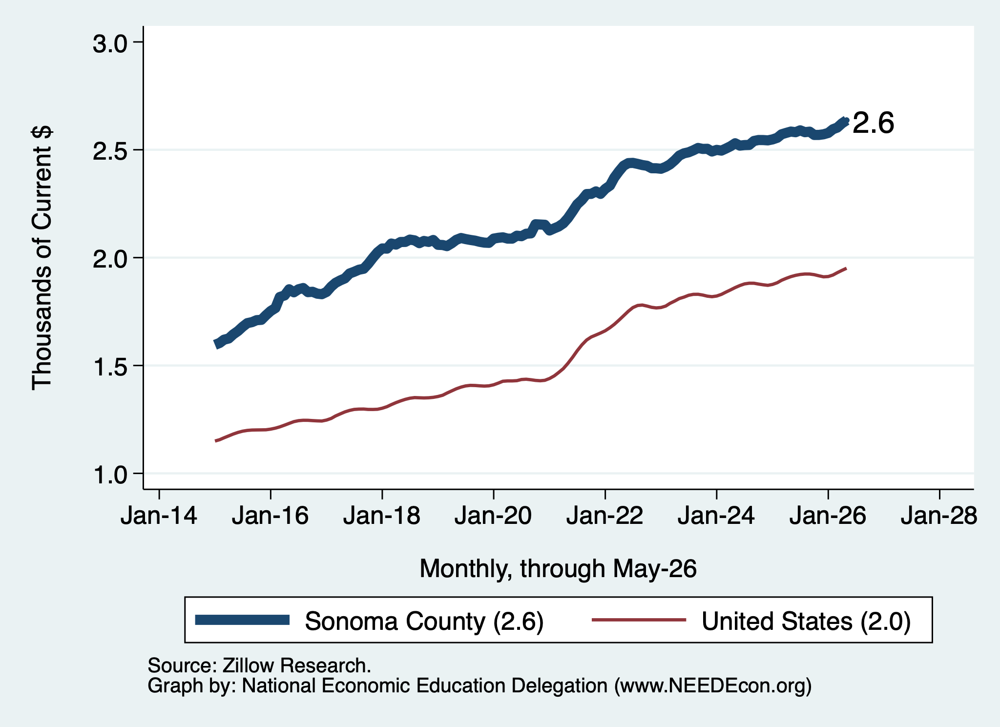 Thousands of Current $
3.0
2.5
2.0
1.5
1.0
2.6
Jan-14 Jan-16 Jan-18 Jan-20 Jan-22 Jan-24 Jan-26 Jan-28
Monthly, through May-26
Sonoma County (2.6) United States (2.0)
Source: Zillow Research.
Graph by: National Economic Education Delegation (www.NEEDEcon.org)